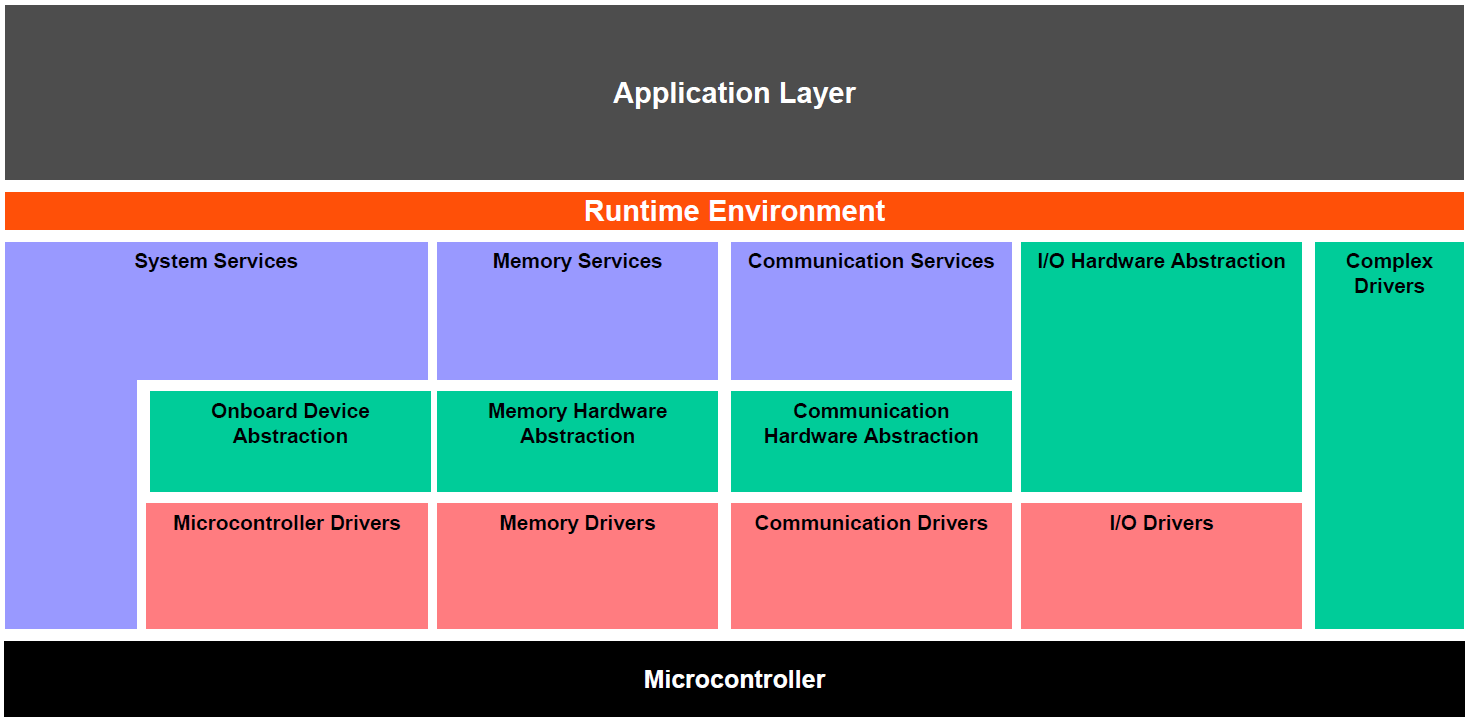 Application Layer
Runtime Environment
System Services
Memory Services
Communication Services
I/O Hardware Abstraction
Complex
Drivers
Onboard Device
Abstraction
Memory Hardware
Abstraction
Communication
Hardware Abstraction
Microcontroller Drivers
Memory Drivers
Communication Drivers
I/O Drivers
Microcontroller